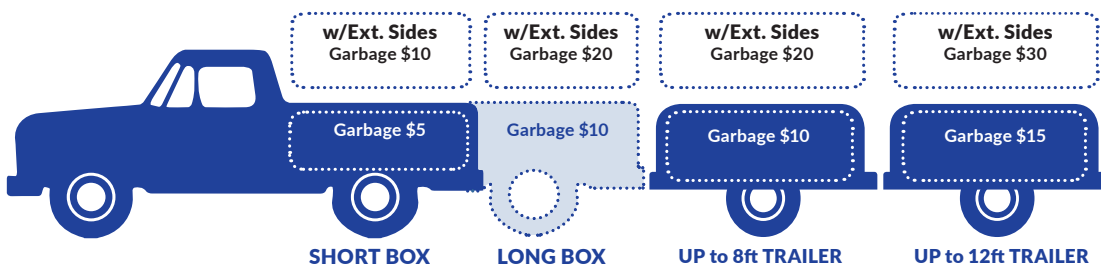 w/Ext. Sides
Garbage $10
w/Ext. Sides
Garbage $20
w/Ext. Sides
Garbage $20
w/Ext. Sides
Garbage $30
Garbage $5
Garbage $10
Garbage $10
Garbage $15
SHORT BOX
LONG BOX
UP to 8ft TRAILER
UP to 12ft TRAILER